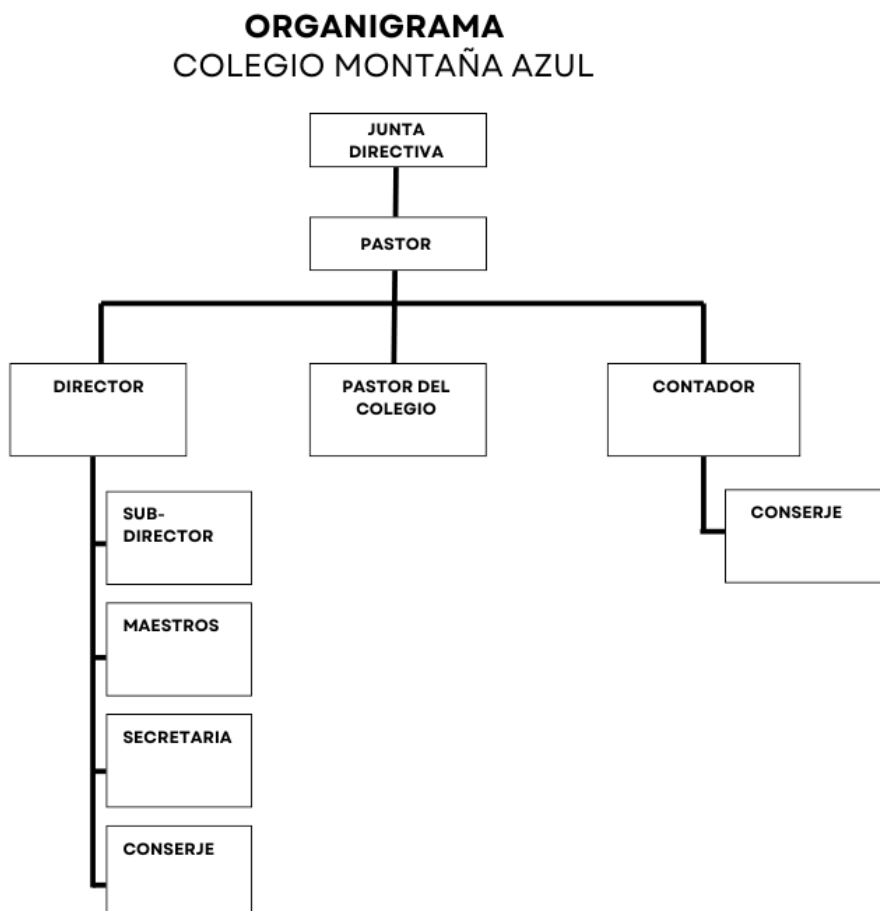 ORGANIGRAMA
COLEGIO MONTAÑA AZUL
JUNTA
DIRECTIVA
PASTOR
DIRECTOR
PASTOR DEL
COLEGIO
CONTADOR
SUB-
DIRECTOR
MAESTROS
SECRETARIA
CONSERJE
CONSERJE